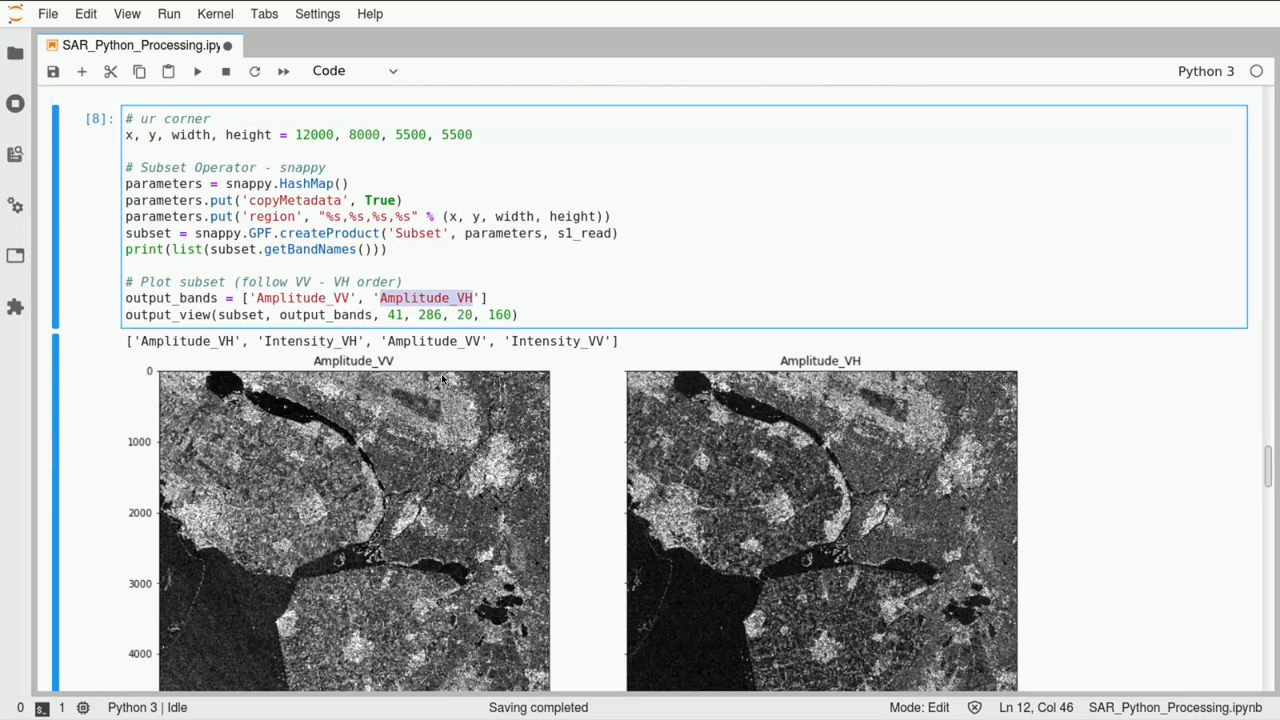 File Edit View Run Kernel Tabs Settings Help
SAR_Python_Processing.ipy
Code
Python 3
[8]:
# ur corner
x, y, width, height = 12000, 8000, 5500, 5500
# Subset Operator - snappy
parameters = snappy.HashMap()
parameters.put('copyMetadata', True)
parameters.put('region', "%s,%s,%s,%s" % (x, y, width, height))
subset = snappy.GPF.createProduct('Subset', parameters, s1_read)
print(list(subset.getBandNames()))
# Plot subset (follow VV - VH order)
output_bands = ['Amplitude_VV', 'Amplitude_VH']
output_view(subset, output_bands, 41, 286, 20, 160)
['Amplitude_VH', 'Intensity_VH', 'Amplitude_VV', 'Intensity_VV']
Amplitude_VV
Amplitude_VH
0
1000
2000
3000
4000
0
1
Python 3 | Idle
Saving completed
Mode: Edit
Ln 12, Col 46
SAR_Python_Processing.ipynb